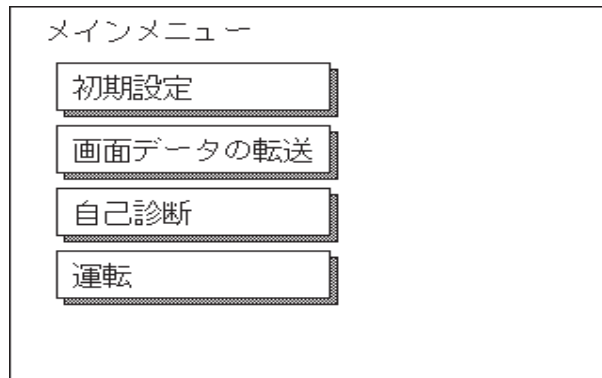 メインメニュー
初期設定
画面データの転送
自己診断
運転